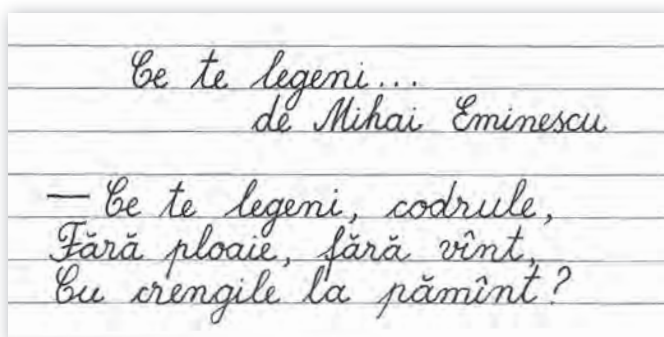 Ce te legeni...
de Mihai Eminescu
— Ce te legeni, codrule,
Fără ploaie, fără vînt,
Cu crengile la pămînt?